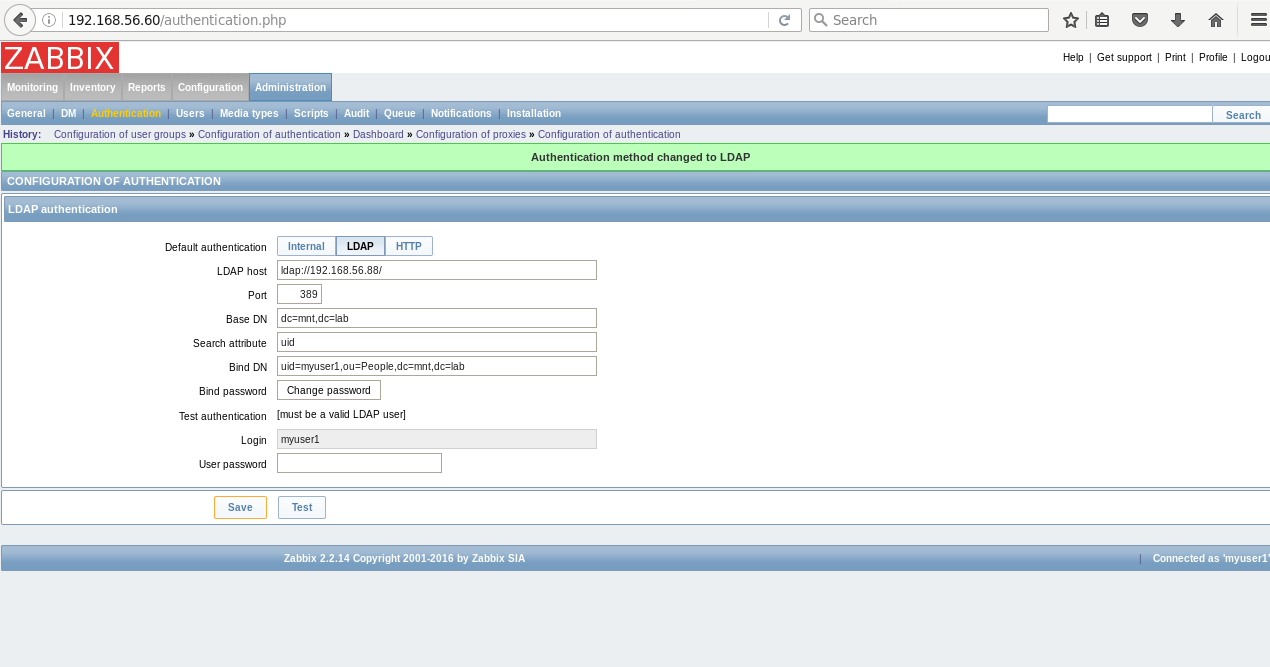 192.168.56.60/authentication.php Search
ZABBIX
Help | Get support | Print | Profile | Logou
Monitoring Inventory Reports Configuration Administration
General | DM | Authentication | Users | Media types | Scripts | Audit | Queue | Notifications | Installation Search
History: Configuration of user groups » Configuration of authentication » Dashboard » Configuration of proxies » Configuration of authentication
Authentication method changed to LDAP
CONFIGURATION OF AUTHENTICATION
LDAP authentication
Default authentication Internal LDAP HTTP
LDAP host ldap://192.168.56.88/
Port 389
Base DN dc=mnt,dc=lab
Search attribute uid
Bind DN uid=myuser1,ou=People,dc=mnt,dc=lab
Bind password Change password
Test authentication [must be a valid LDAP user]
Login myuser1
User password
Save Test
Zabbix 2.2.14 Copyright 2001-2016 by Zabbix SIA | Connected as 'myuser1'